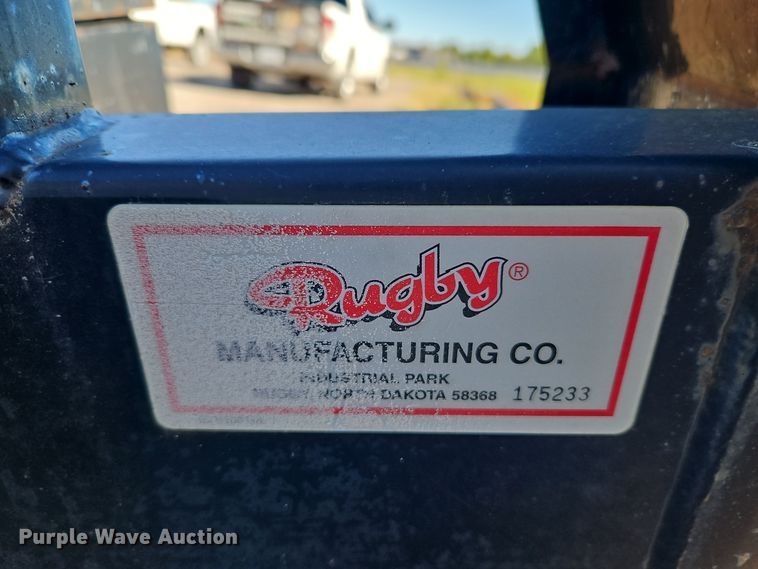 Rugby®
MANUFACTURING CO.
INDUSTRIAL PARK
RUGBY, NORTH DAKOTA 58368 175233
Purple Wave Auction